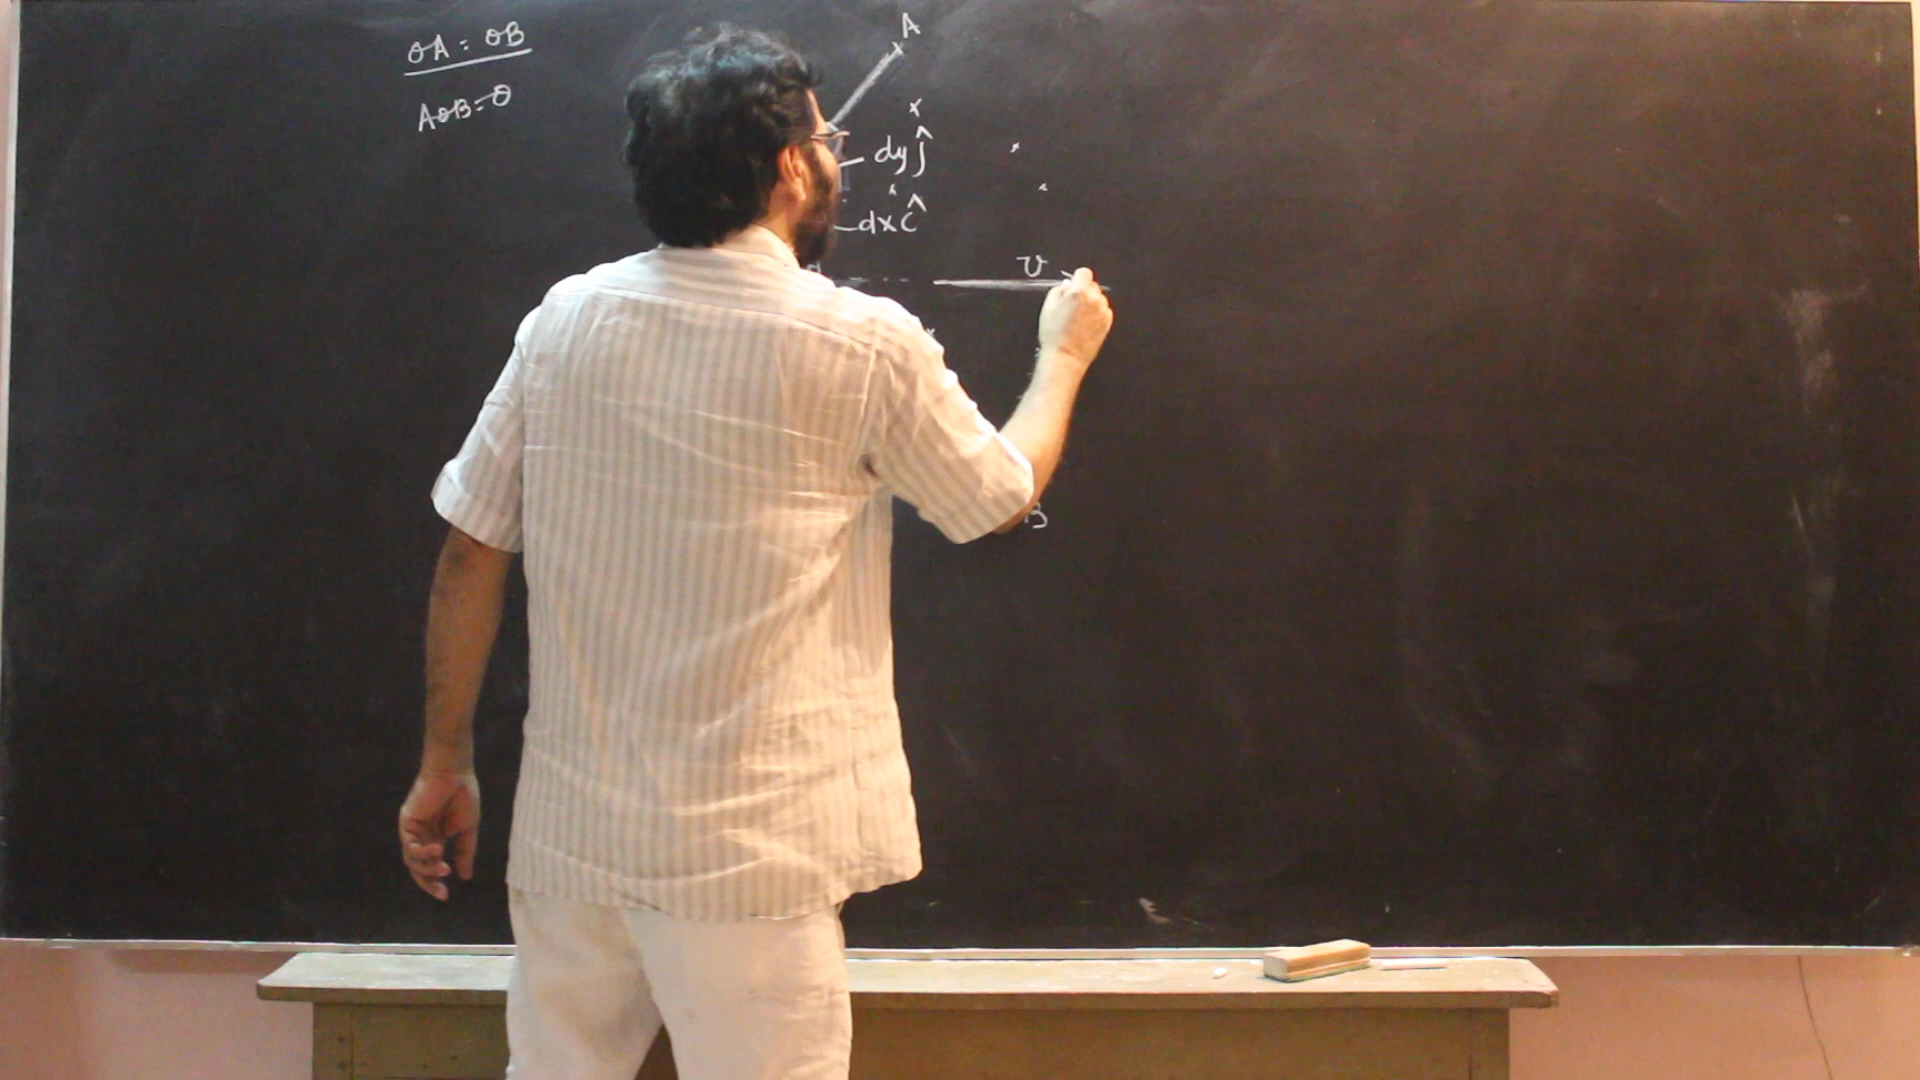 OA = OB
AOB = θ
A
dy ĵ
dx î
v
B